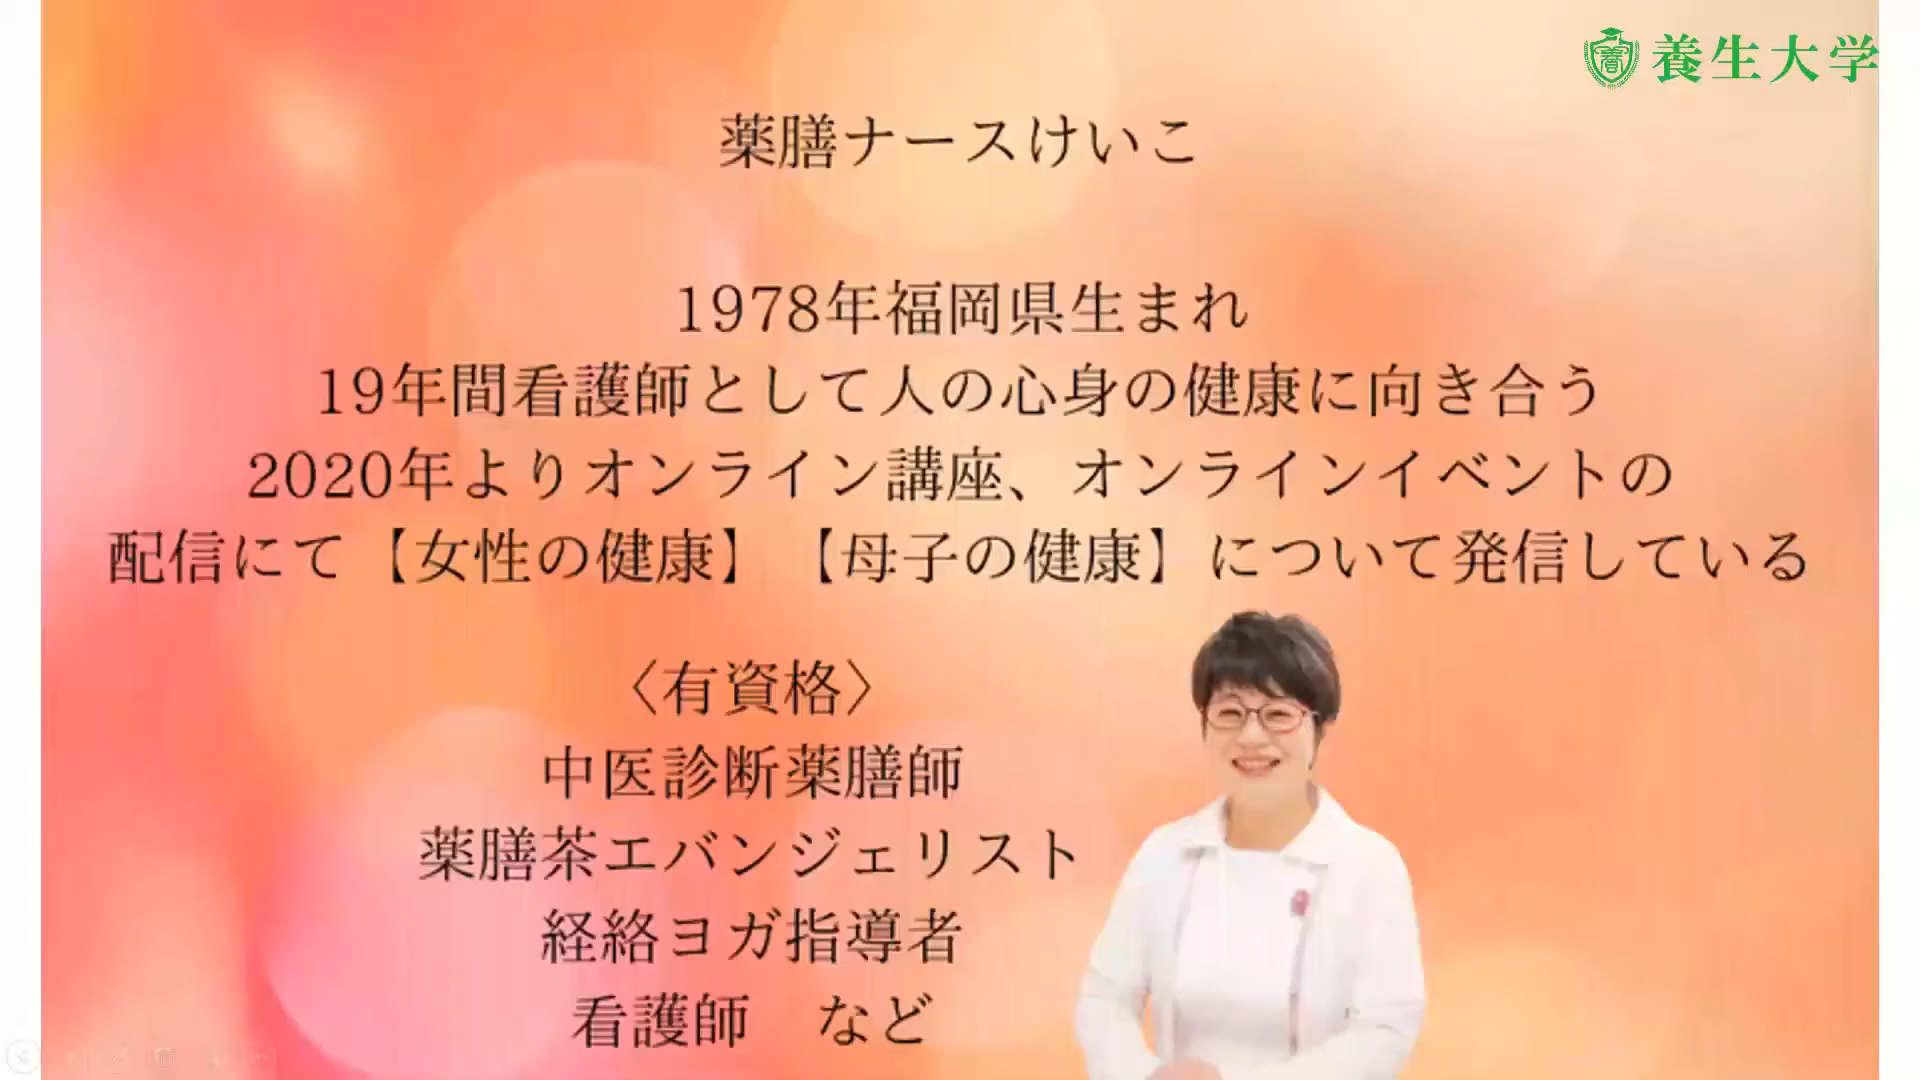 養生大学
薬膳ナースけいこ
1978年福岡県生まれ
19年間看護師として人の心身の健康に向き合う
2020年よりオンライン講座、オンラインイベントの
配信にて【女性の健康】【母子の健康】について発信している
〈有資格〉
中医診断薬膳師
薬膳茶エバンジェリスト
経絡ヨガ指導者
看護師　など